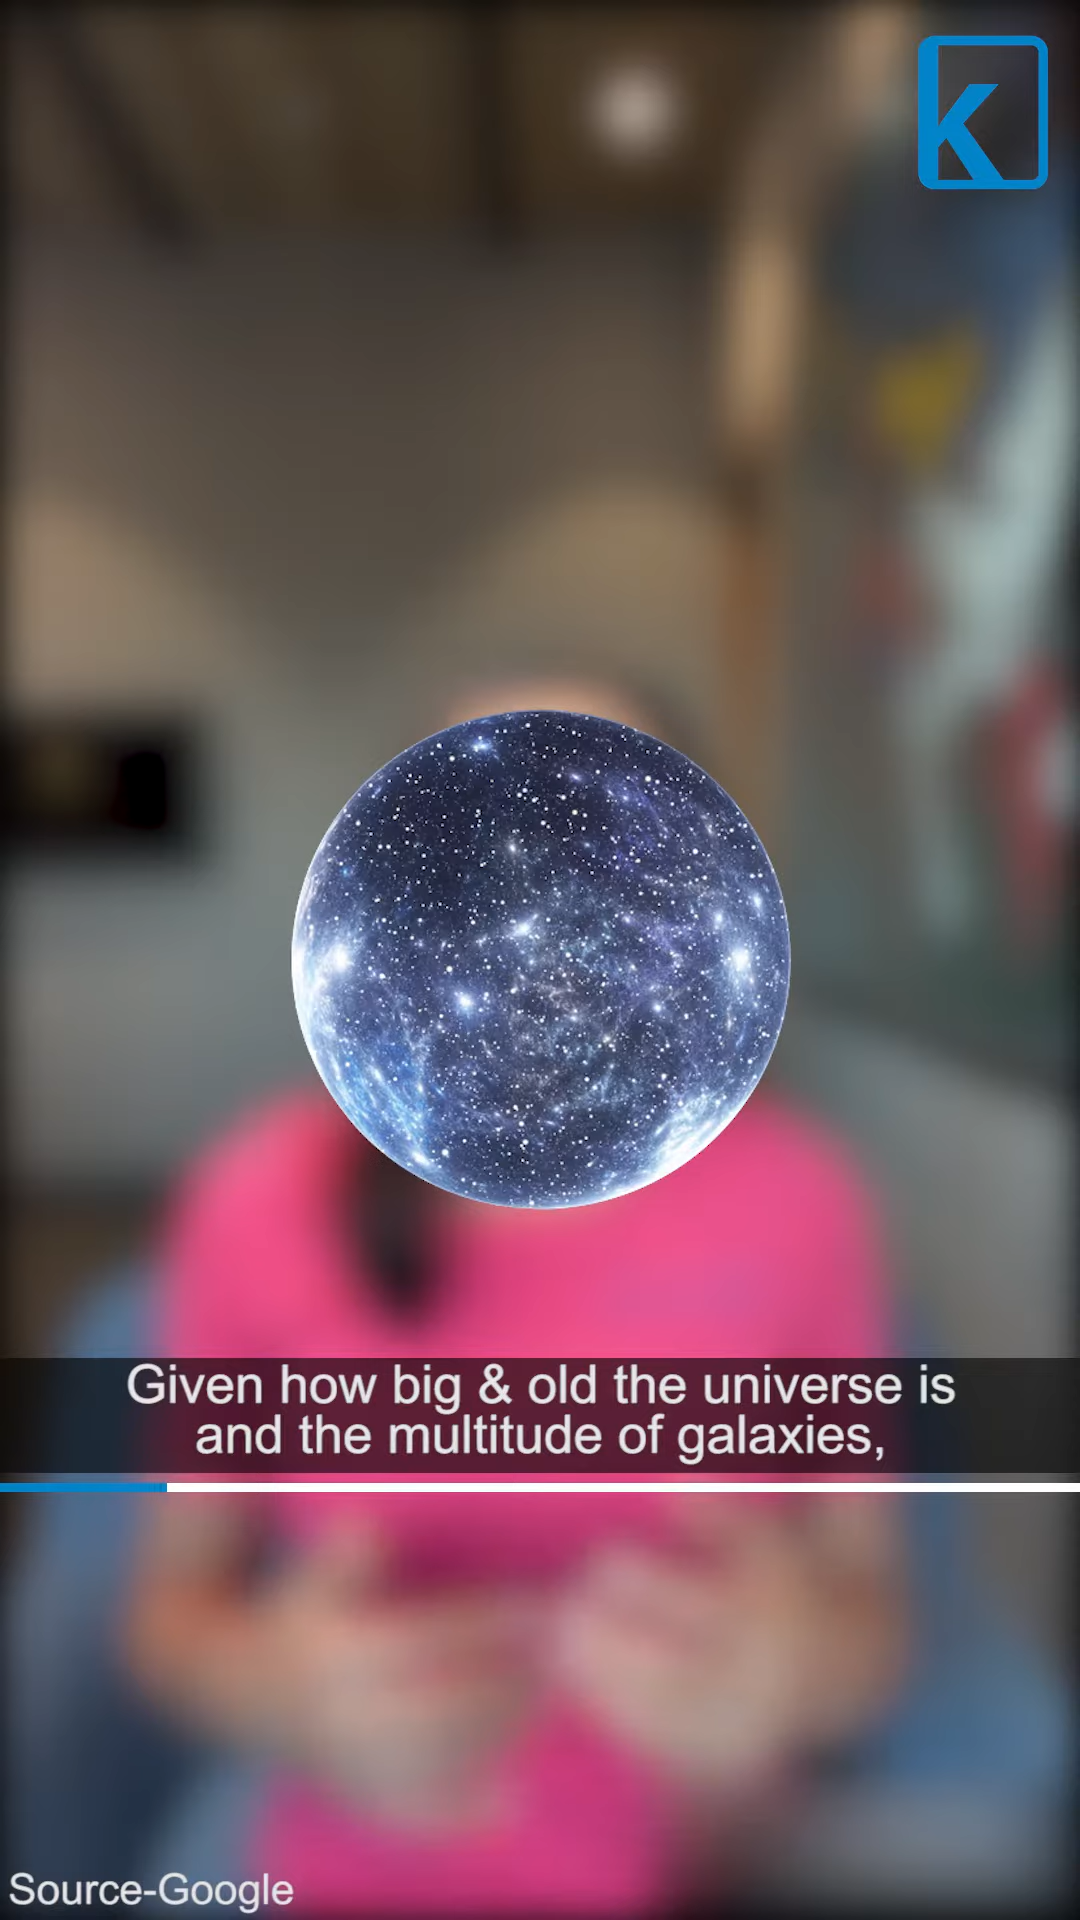 K
Given how big & old the universe is
and the multitude of galaxies,
Source-Google